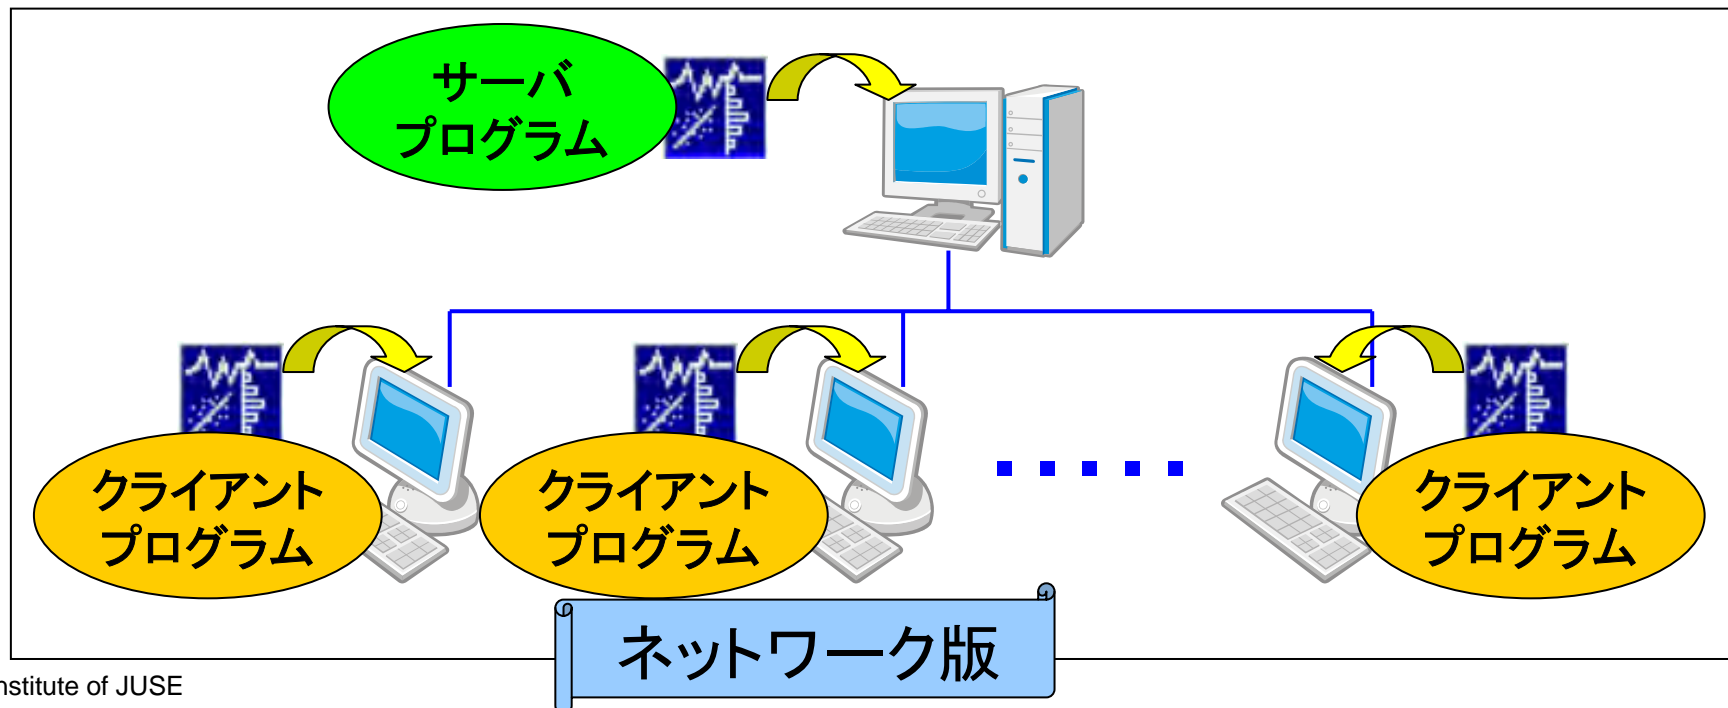 サーバ
プログラム
クライアント
プログラム
クライアント
プログラム
クライアント
プログラム
ネットワーク版
nstitute of JUSE